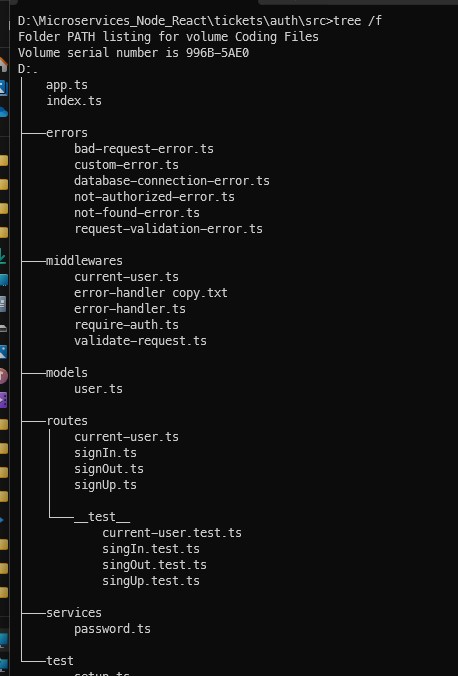 D:\Microservices_Node_React\tickets\auth\src>tree /f
Folder PATH listing for volume Coding Files
Volume serial number is 996B-5AE0
D:.
app.ts
index.ts
errors
bad-request-error.ts
custom-error.ts
database-connection-error.ts
not-authorized-error.ts
not-found-error.ts
request-validation-error.ts
middlewares
current-user.ts
error-handler copy.txt
error-handler.ts
require-auth.ts
validate-request.ts
models
user.ts
routes
current-user.ts
signIn.ts
signOut.ts
signUp.ts
__test__
current-user.test.ts
singIn.test.ts
singOut.test.ts
singUp.test.ts
services
password.ts
test
setup.ts